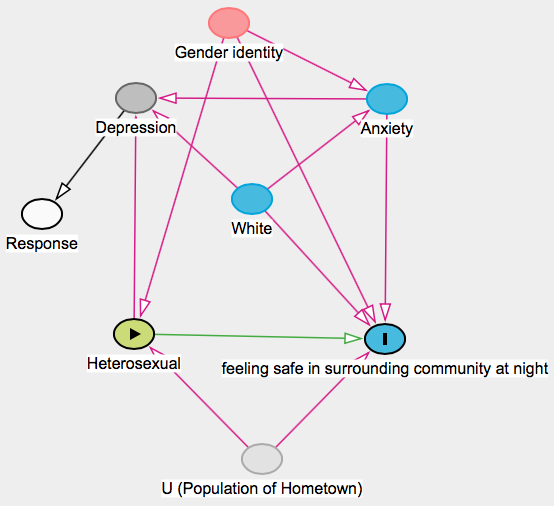 Gender identity
Depression
Anxiety
White
Response
Heterosexual
feeling safe in surrounding community at night
U (Population of Hometown)